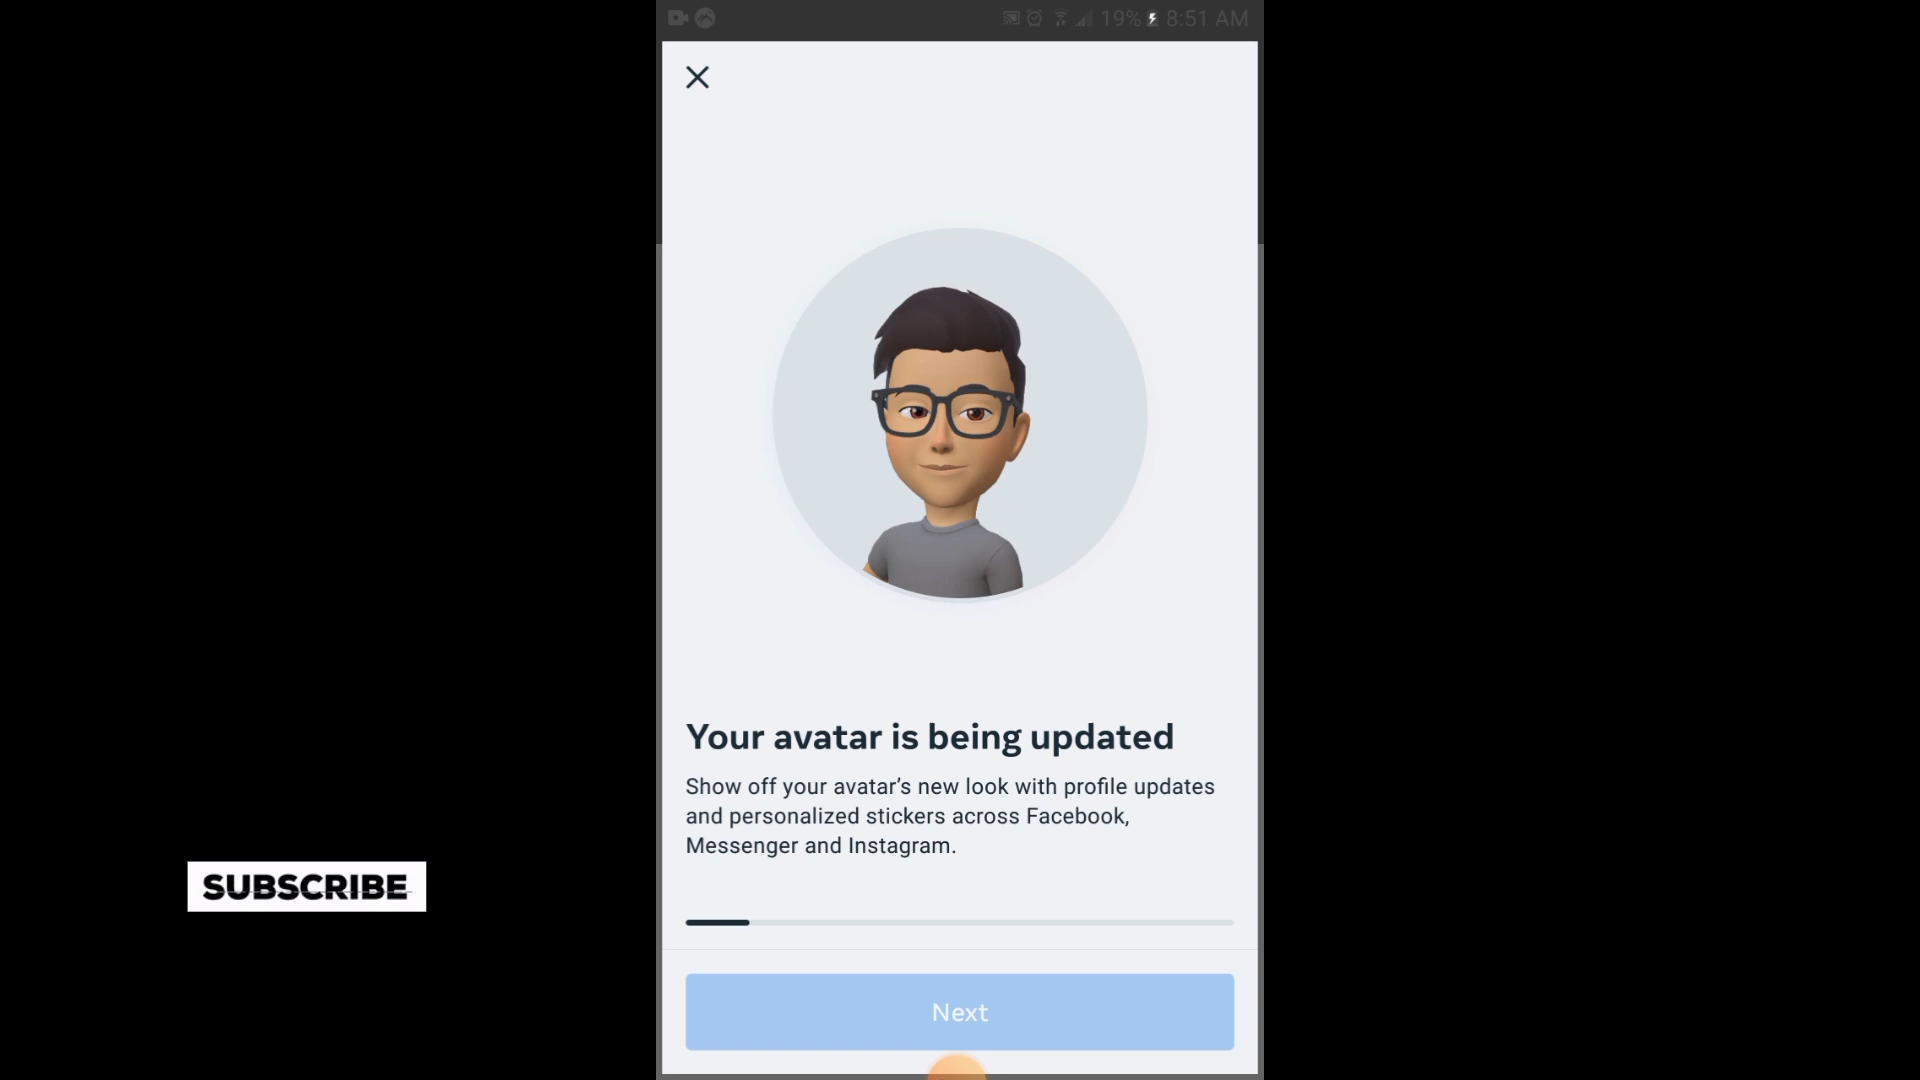 19% 8:51 AM
Your avatar is being updated
Show off your avatar’s new look with profile updates
and personalized stickers across Facebook,
Messenger and Instagram.
SUBSCRIBE
Next